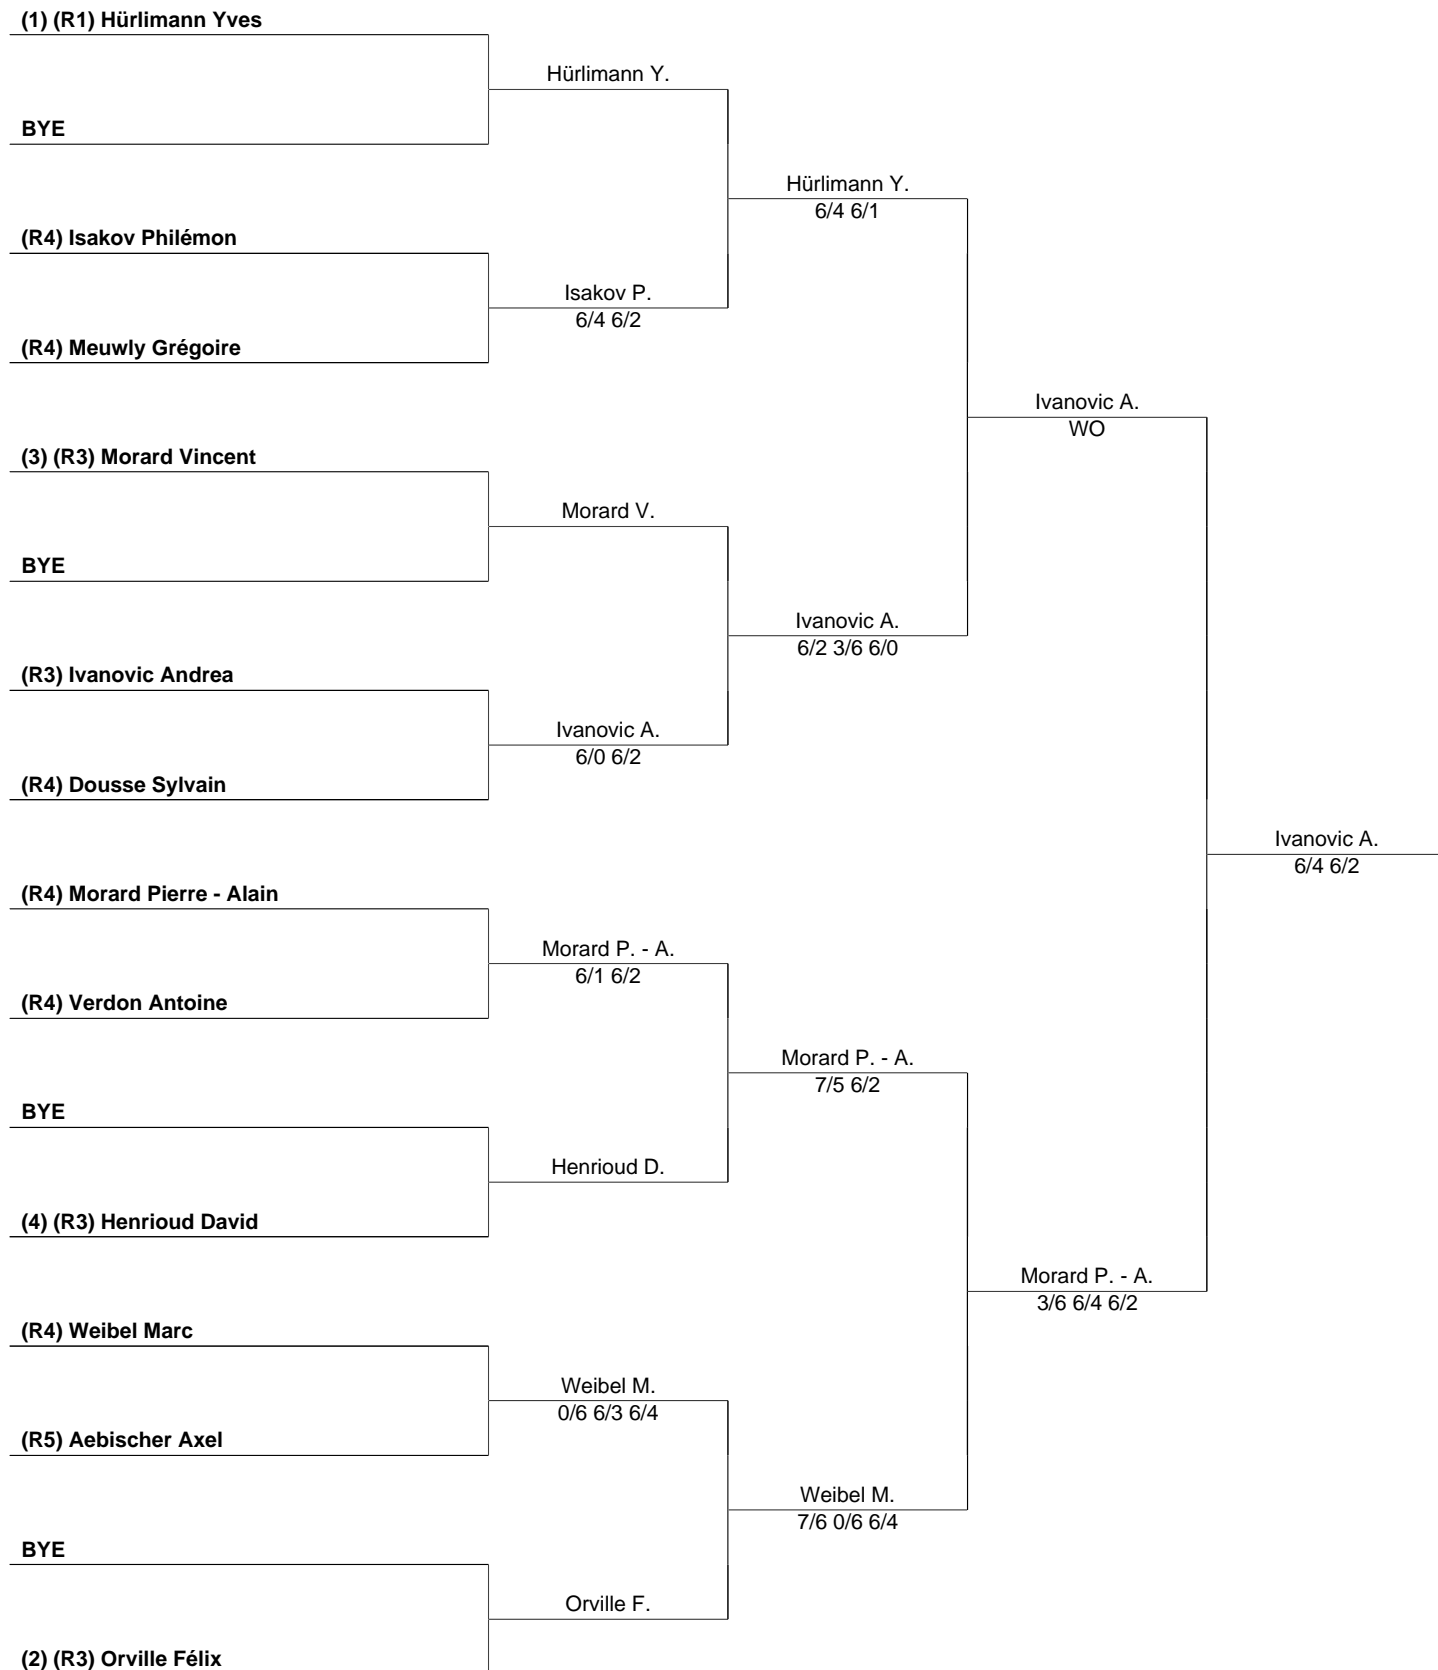 (1) (R1) Hürlimann Yves
Hürlimann Y.
BYE
Hürlimann Y.
6/4 6/1
(R4) Isakov Philémon
Isakov P.
6/4 6/2
(R4) Meuwly Grégoire
Ivanovic A.
WO
(3) (R3) Morard Vincent
Morard V.
BYE
Ivanovic A.
6/2 3/6 6/0
(R3) Ivanovic Andrea
Ivanovic A.
6/0 6/2
(R4) Dousse Sylvain
Ivanovic A.
6/4 6/2
(R4) Morard Pierre - Alain
Morard P. - A.
6/1 6/2
(R4) Verdon Antoine
Morard P. - A.
7/5 6/2
BYE
Henrioud D.
(4) (R3) Henrioud David
Morard P. - A.
3/6 6/4 6/2
(R4) Weibel Marc
Weibel M.
0/6 6/3 6/4
(R5) Aebischer Axel
Weibel M.
7/6 0/6 6/4
BYE
Orville F.
(2) (R3) Orville Félix